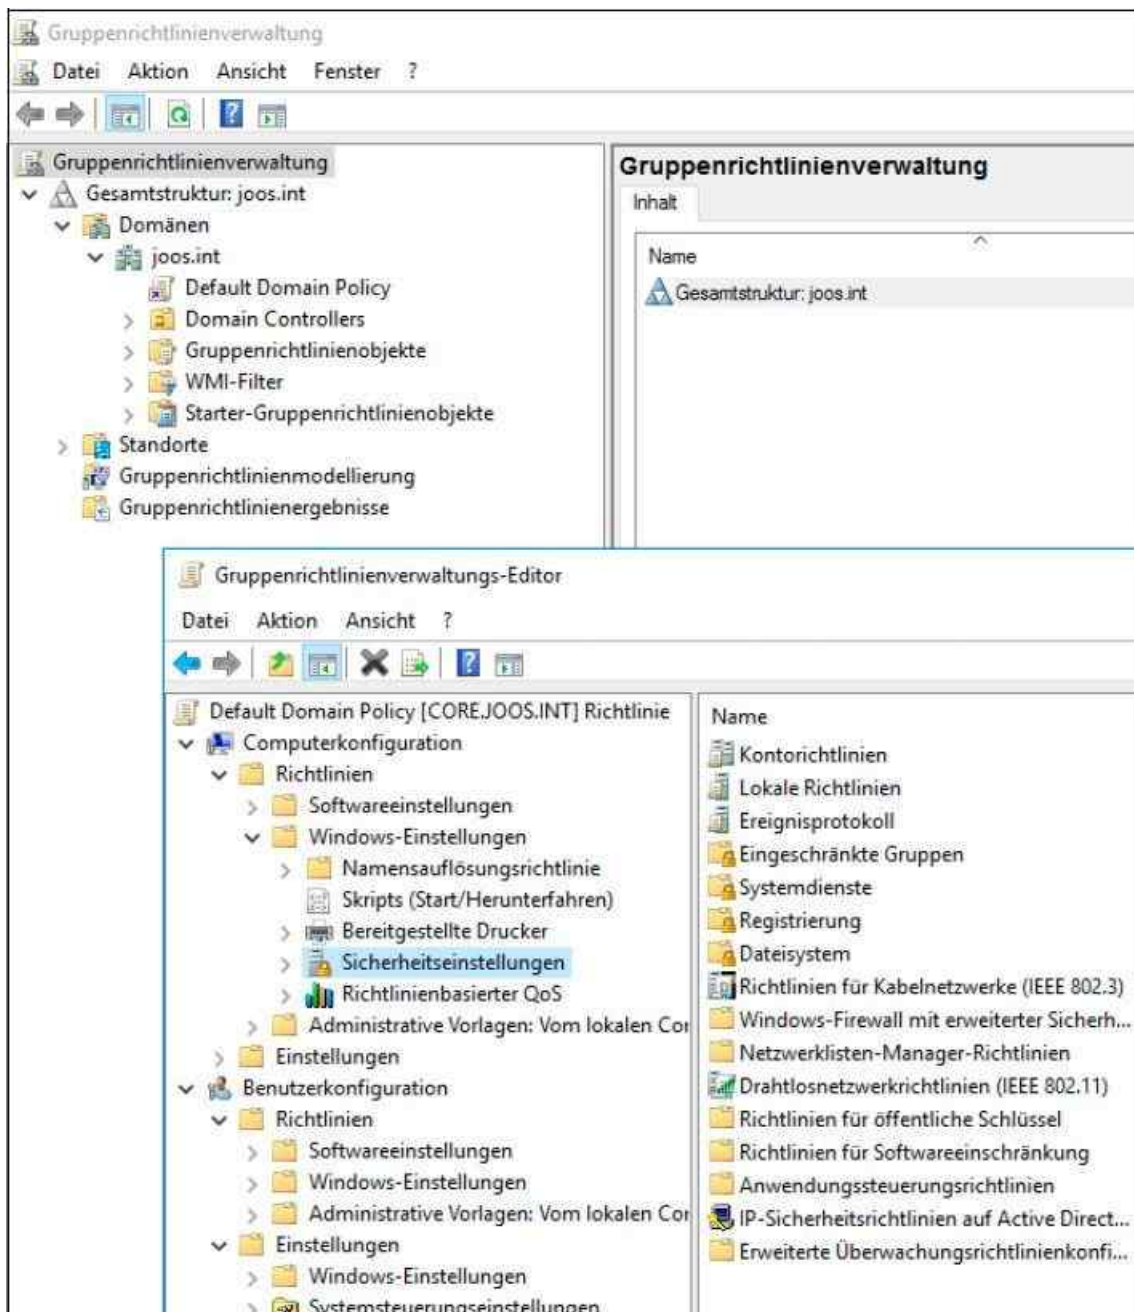 Gruppenrichtlinienverwaltung
Datei Aktion Ansicht Fenster ?
Gruppenrichtlinienverwaltung
Gesamtstruktur: joos.int
Domänen
joos.int
Default Domain Policy
Domain Controllers
Gruppenrichtlinienobjekte
WMI-Filter
Starter-Gruppenrichtlinienobjekte
Standorte
Gruppenrichtlinienmodellierung
Gruppenrichtlinienergebnisse
Gruppenrichtlinienverwaltung
Inhalt
Name
Gesamtstruktur: joos.int
Gruppenrichtlinienverwaltungs-Editor
Datei Aktion Ansicht ?
Default Domain Policy [CORE.JOOS.INT] Richtlinie
Computerkonfiguration
Richtlinien
Softwareeinstellungen
Windows-Einstellungen
Namensauflösungsrichtlinie
Skripts (Start/Herunterfahren)
Bereitgestellte Drucker
Sicherheitseinstellungen
Richtlinienbasierter QoS
Administrative Vorlagen: Vom lokalen Cor
Einstellungen
Benutzerkonfiguration
Richtlinien
Softwareeinstellungen
Windows-Einstellungen
Administrative Vorlagen: Vom lokalen Cor
Einstellungen
Windows-Einstellungen
Systemsteuerungseinstellungen
Name
Kontorichtlinien
Lokale Richtlinien
Ereignisprotokoll
Eingeschränkte Gruppen
Systemdienste
Registrierung
Dateisystem
Richtlinien für Kabelnetzwerke (IEEE 802.3)
Windows-Firewall mit erweiterter Sicherh...
Netzwerklisten-Manager-Richtlinien
Drahtlosnetzwerkrichtlinien (IEEE 802.11)
Richtlinien für öffentliche Schlüssel
Richtlinien für Softwareeinschränkung
Anwendungssteuerungsrichtlinien
IP-Sicherheitsrichtlinien auf Active Direct...
Erweiterte Überwachungsrichtlinienkonfi...